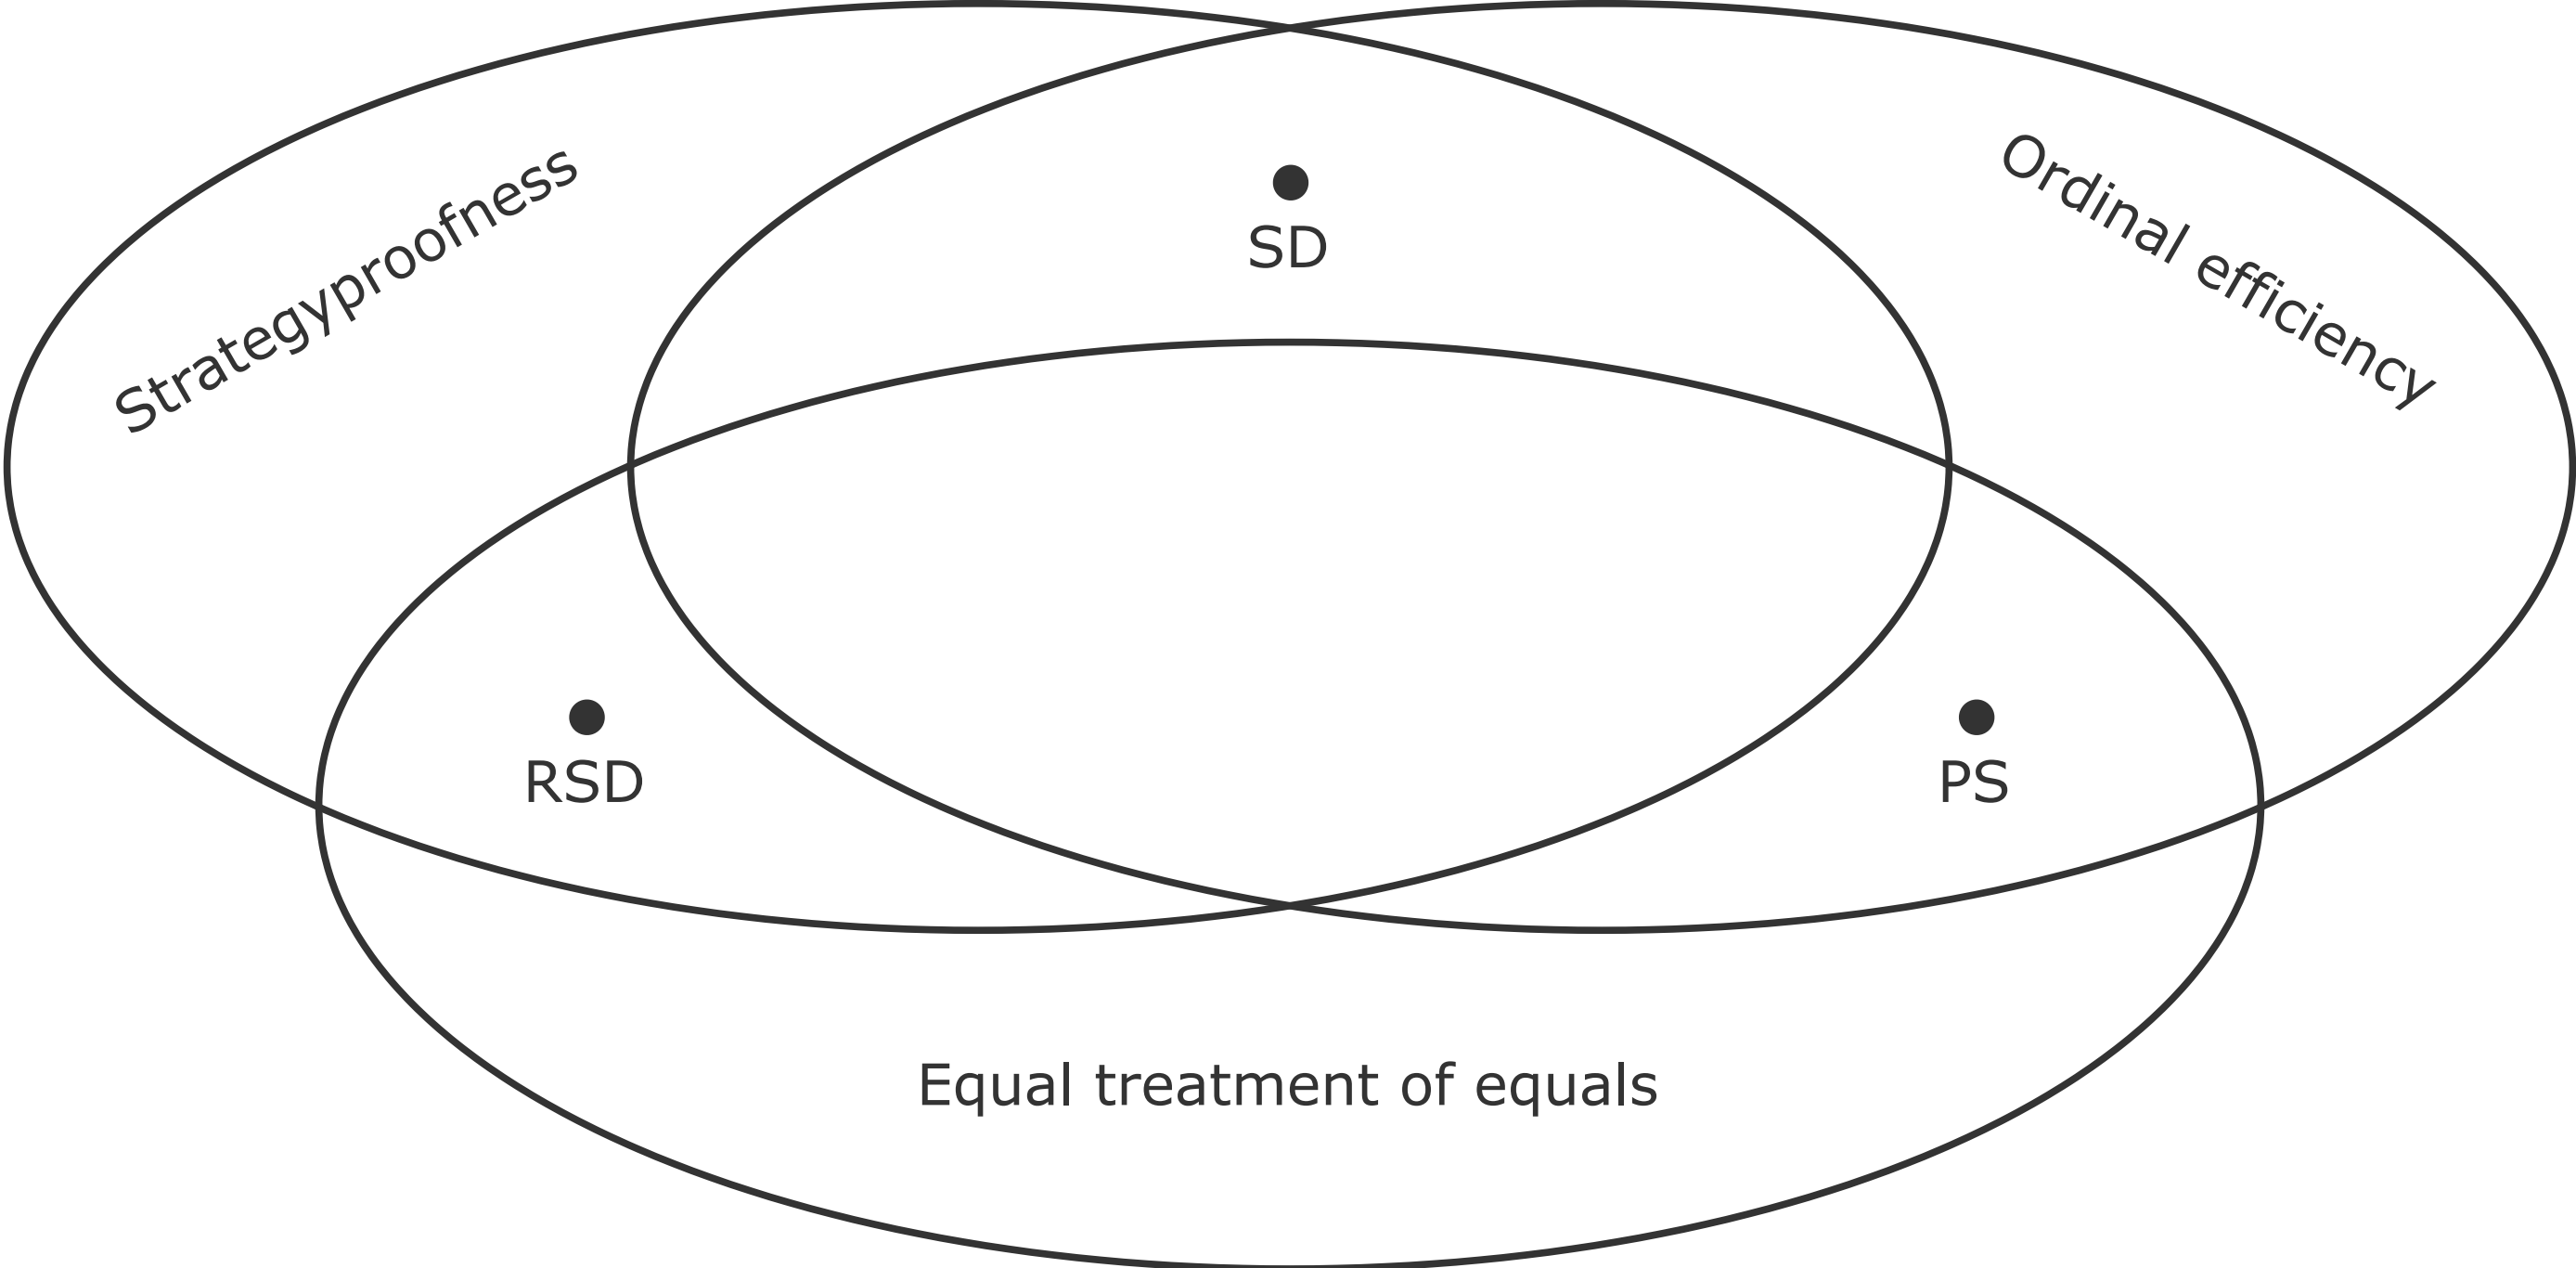 Strategyproofness
Ordinal efficiency
SD
RSD
PS
Equal treatment of equals